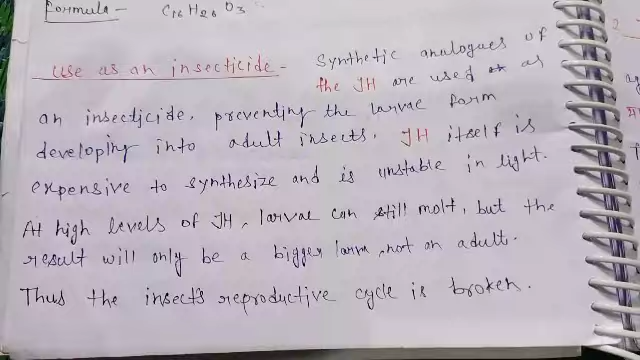 Formula - C16H26O3
Use as an insecticide - Synthetic analogues of
the JH are used as
an insectjcide, preventing the larvae form
developing into adult insects. JH itself is
expensive to synthesize and is unstable in light.
At high levels of JH, larvae can still molt, but the
result will only be a bigger larva, not an adult.
Thus the insect's reproductive cycle is broken.
2
ag